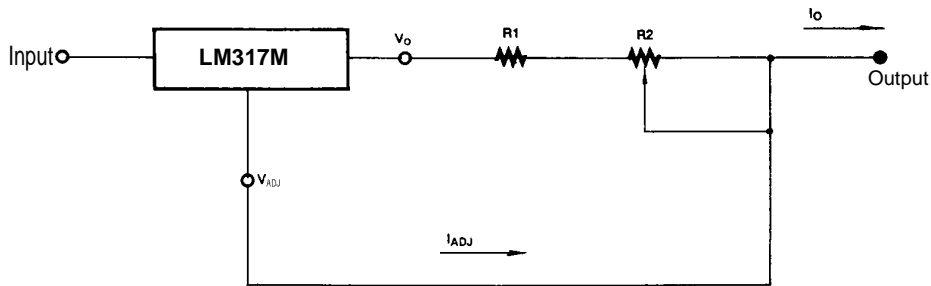 Input
LM317M
Vo
R1
R2
Io
Output
VADJ
IADJ